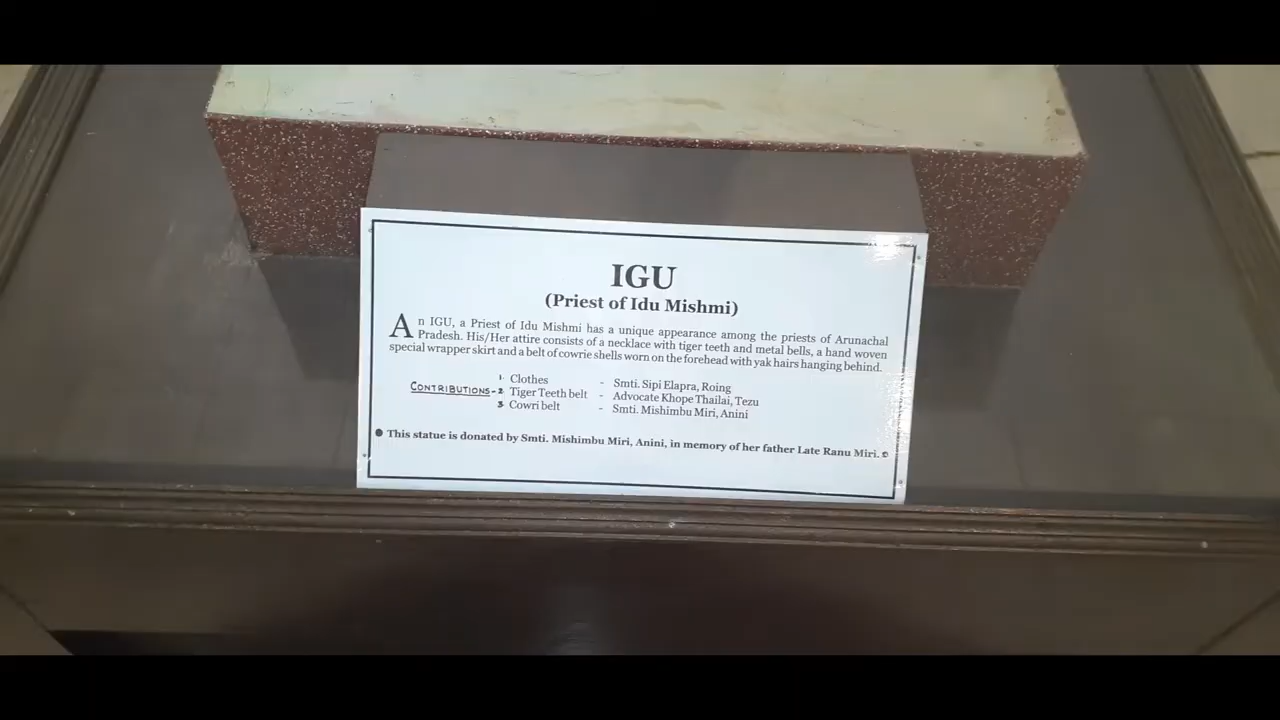 IGU
(Priest of Idu Mishmi)
An IGU, a Priest of Idu Mishmi has a unique appearance among the priests of Arunachal
Pradesh. His/Her attire consists of a necklace with tiger teeth and metal bells, a hand woven
special wrapper skirt and a belt of cowrie shells worn on the forehead with yak hairs hanging behind.
1 Clothes - Smti. Sipi Elapra, Roing
CONTRIBUTIONS - 2 Tiger Teeth belt - Advocate Khope Thailai, Tezu
3 Cowri belt - Smti. Mishimbu Miri, Anini
● This statue is donated by Smti. Mishimbu Miri, Anini, in memory of her father Late Ranu Miri.